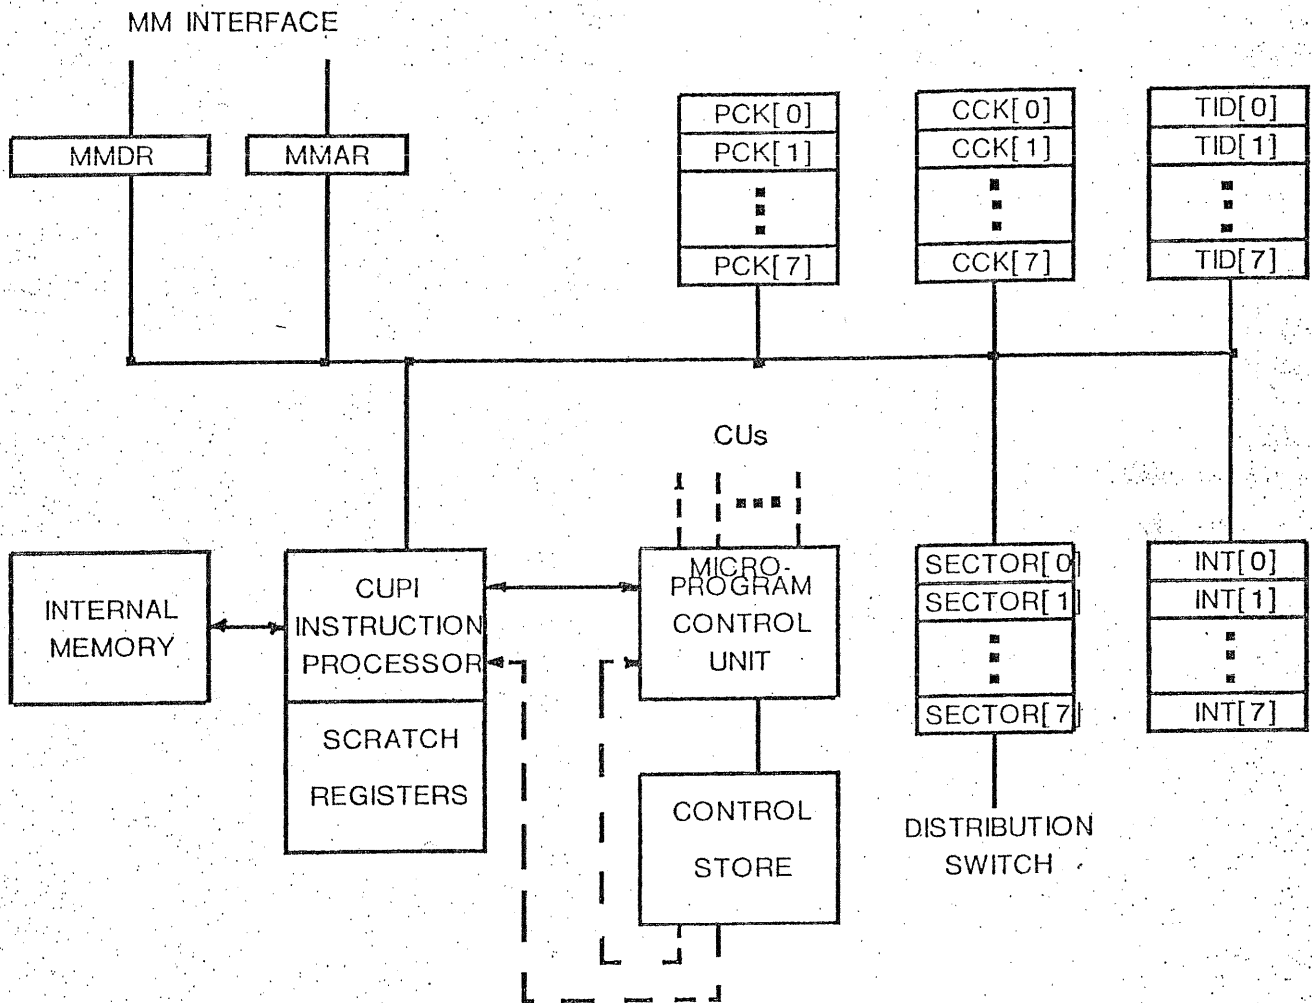 MM INTERFACE
MMDR
MMAR
PCK[0]
PCK[1]
PCK[7]
CCK[0]
CCK[1]
CCK[7]
TID[0]
TID[1]
TID[7]
CUs
INTERNAL
MEMORY
CUPI
INSTRUCTION
PROCESSOR
SCRATCH
REGISTERS
MICRO-
PROGRAM
CONTROL
UNIT
CONTROL
STORE
SECTOR[0]
SECTOR[1]
SECTOR[7]
DISTRIBUTION
SWITCH
INT[0]
INT[1]
INT[7]